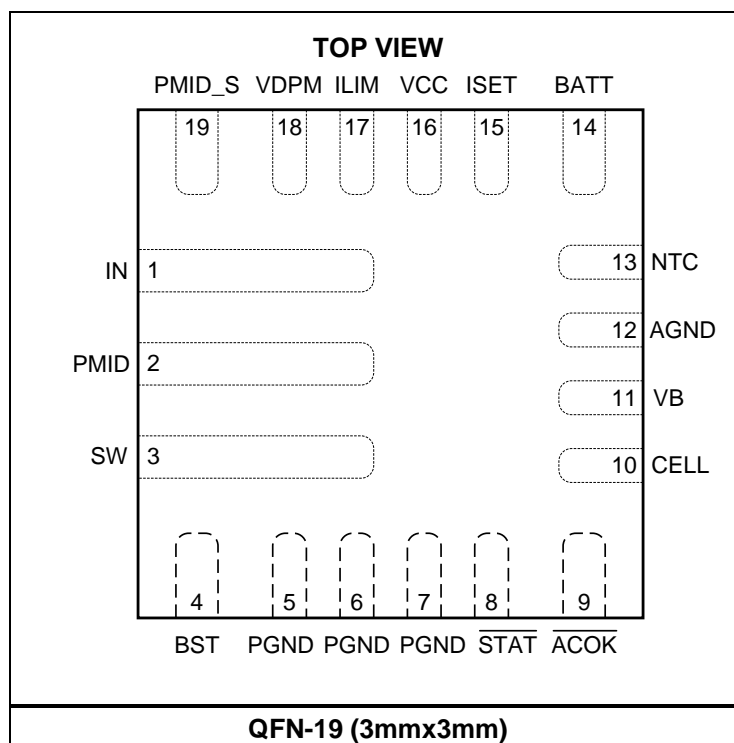 TOP VIEW
PMID_S VDPM ILIM VCC ISET BATT
19 18 17 16 15 14
IN 1 13 NTC
12 AGND
PMID 2
11 VB
SW 3 10 CELL
4 5 6 7 8 9
BST PGND PGND PGND STAT ACOK
QFN-19 (3mmx3mm)